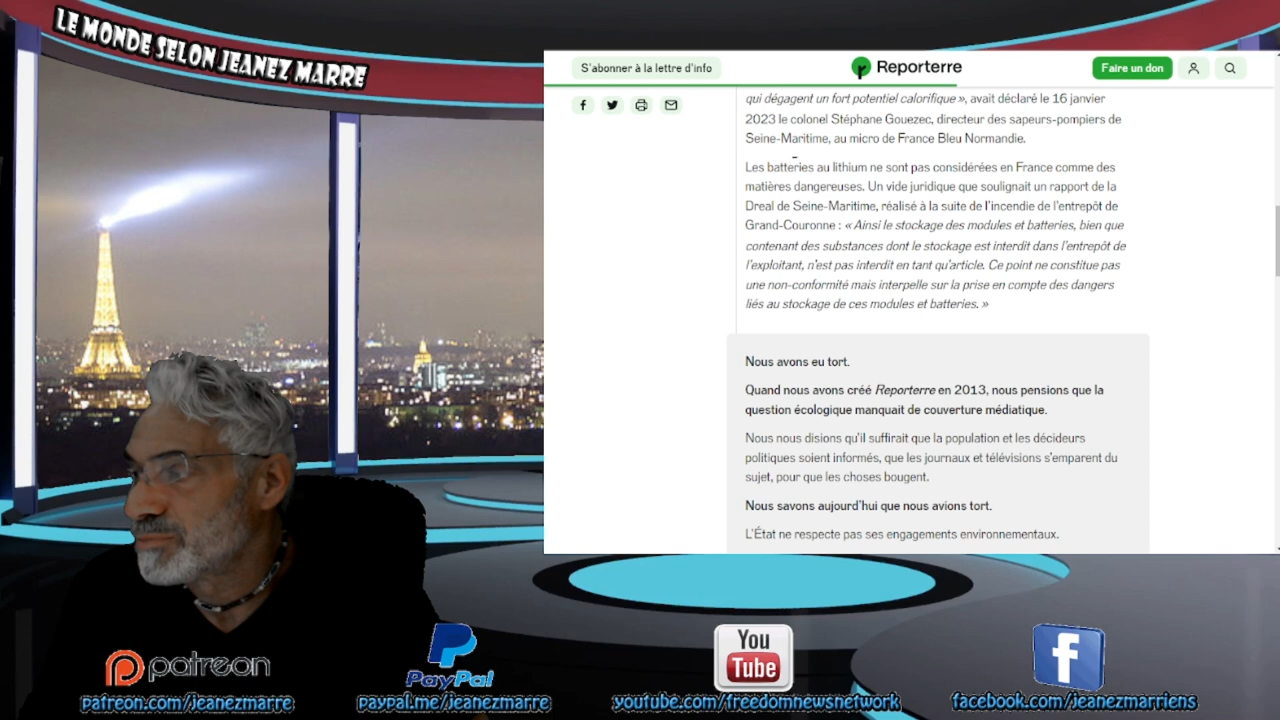 LE MONDE SELON JEANEZ MARRE
S'abonner à la lettre d'info
Reporterre
Faire un don
qui dégagent un fort potentiel calorifique », avait déclaré le 16 janvier
2023 le colonel Stéphane Gouezec, directeur des sapeurs-pompiers de
Seine-Maritime, au micro de France Bleu Normandie.
Les batteries au lithium ne sont pas considérées en France comme des
matières dangereuses. Un vide juridique que soulignait un rapport de la
Dreal de Seine-Maritime, réalisé à la suite de l'incendie de l'entrepôt de
Grand-Couronne : « Ainsi le stockage des modules et batteries, bien que
contenant des substances dont le stockage est interdit dans l'entrepôt de
l'exploitant, n'est pas interdit en tant qu'article. Ce point ne constitue pas
une non-conformité mais interpelle sur la prise en compte des dangers
liés au stockage de ces modules et batteries. »
Nous avons eu tort.
Quand nous avons créé Reporterre en 2013, nous pensions que la
question écologique manquait de couverture médiatique.
Nous nous disions qu'il suffirait que la population et les décideurs
politiques soient informés, que les journaux et télévisions s'emparent du
sujet, pour que les choses bougent.
Nous savons aujourd'hui que nous avions tort.
L'État ne respecte pas ses engagements environnementaux.
patreon
PayPal
You
Tube
f
patreon.com/jeanezmarre
paypal.me/jeanezmarre
youtube.com/freedomnewsnetwork
facebook.com/jeanezmarriens